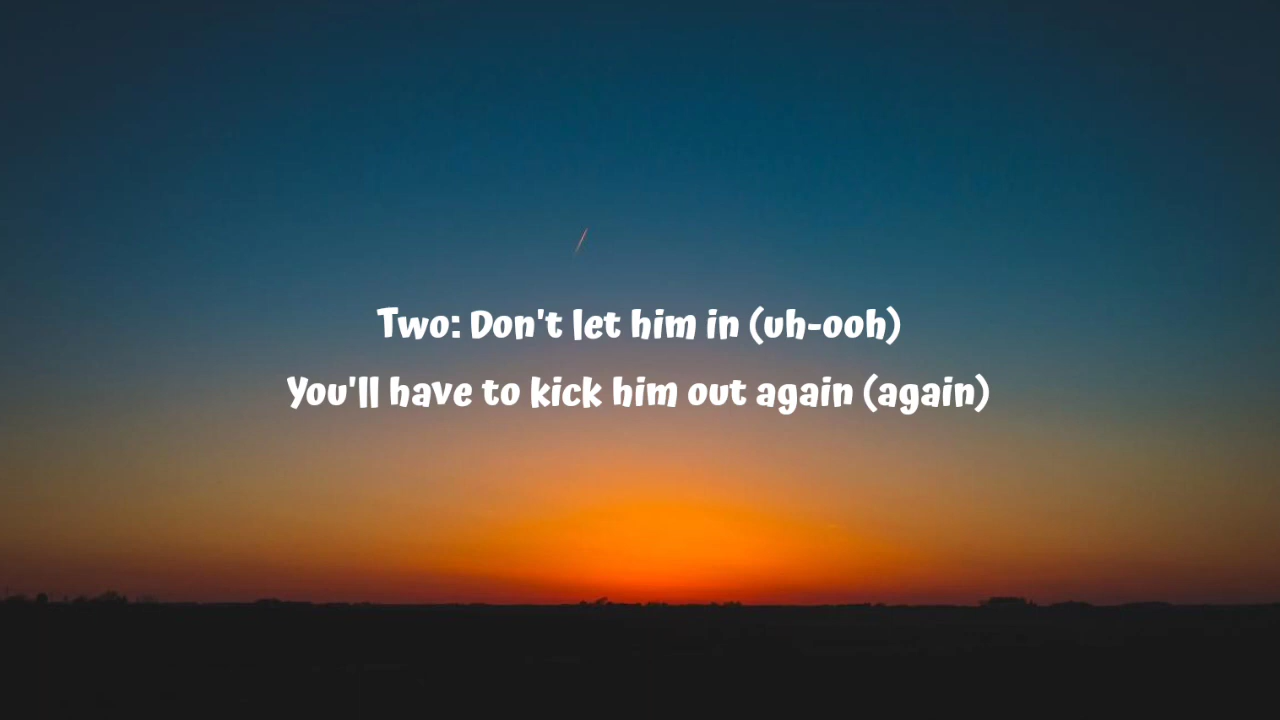 Two: Don't let him in (uh-ooh)
You'll have to kick him out again (again)